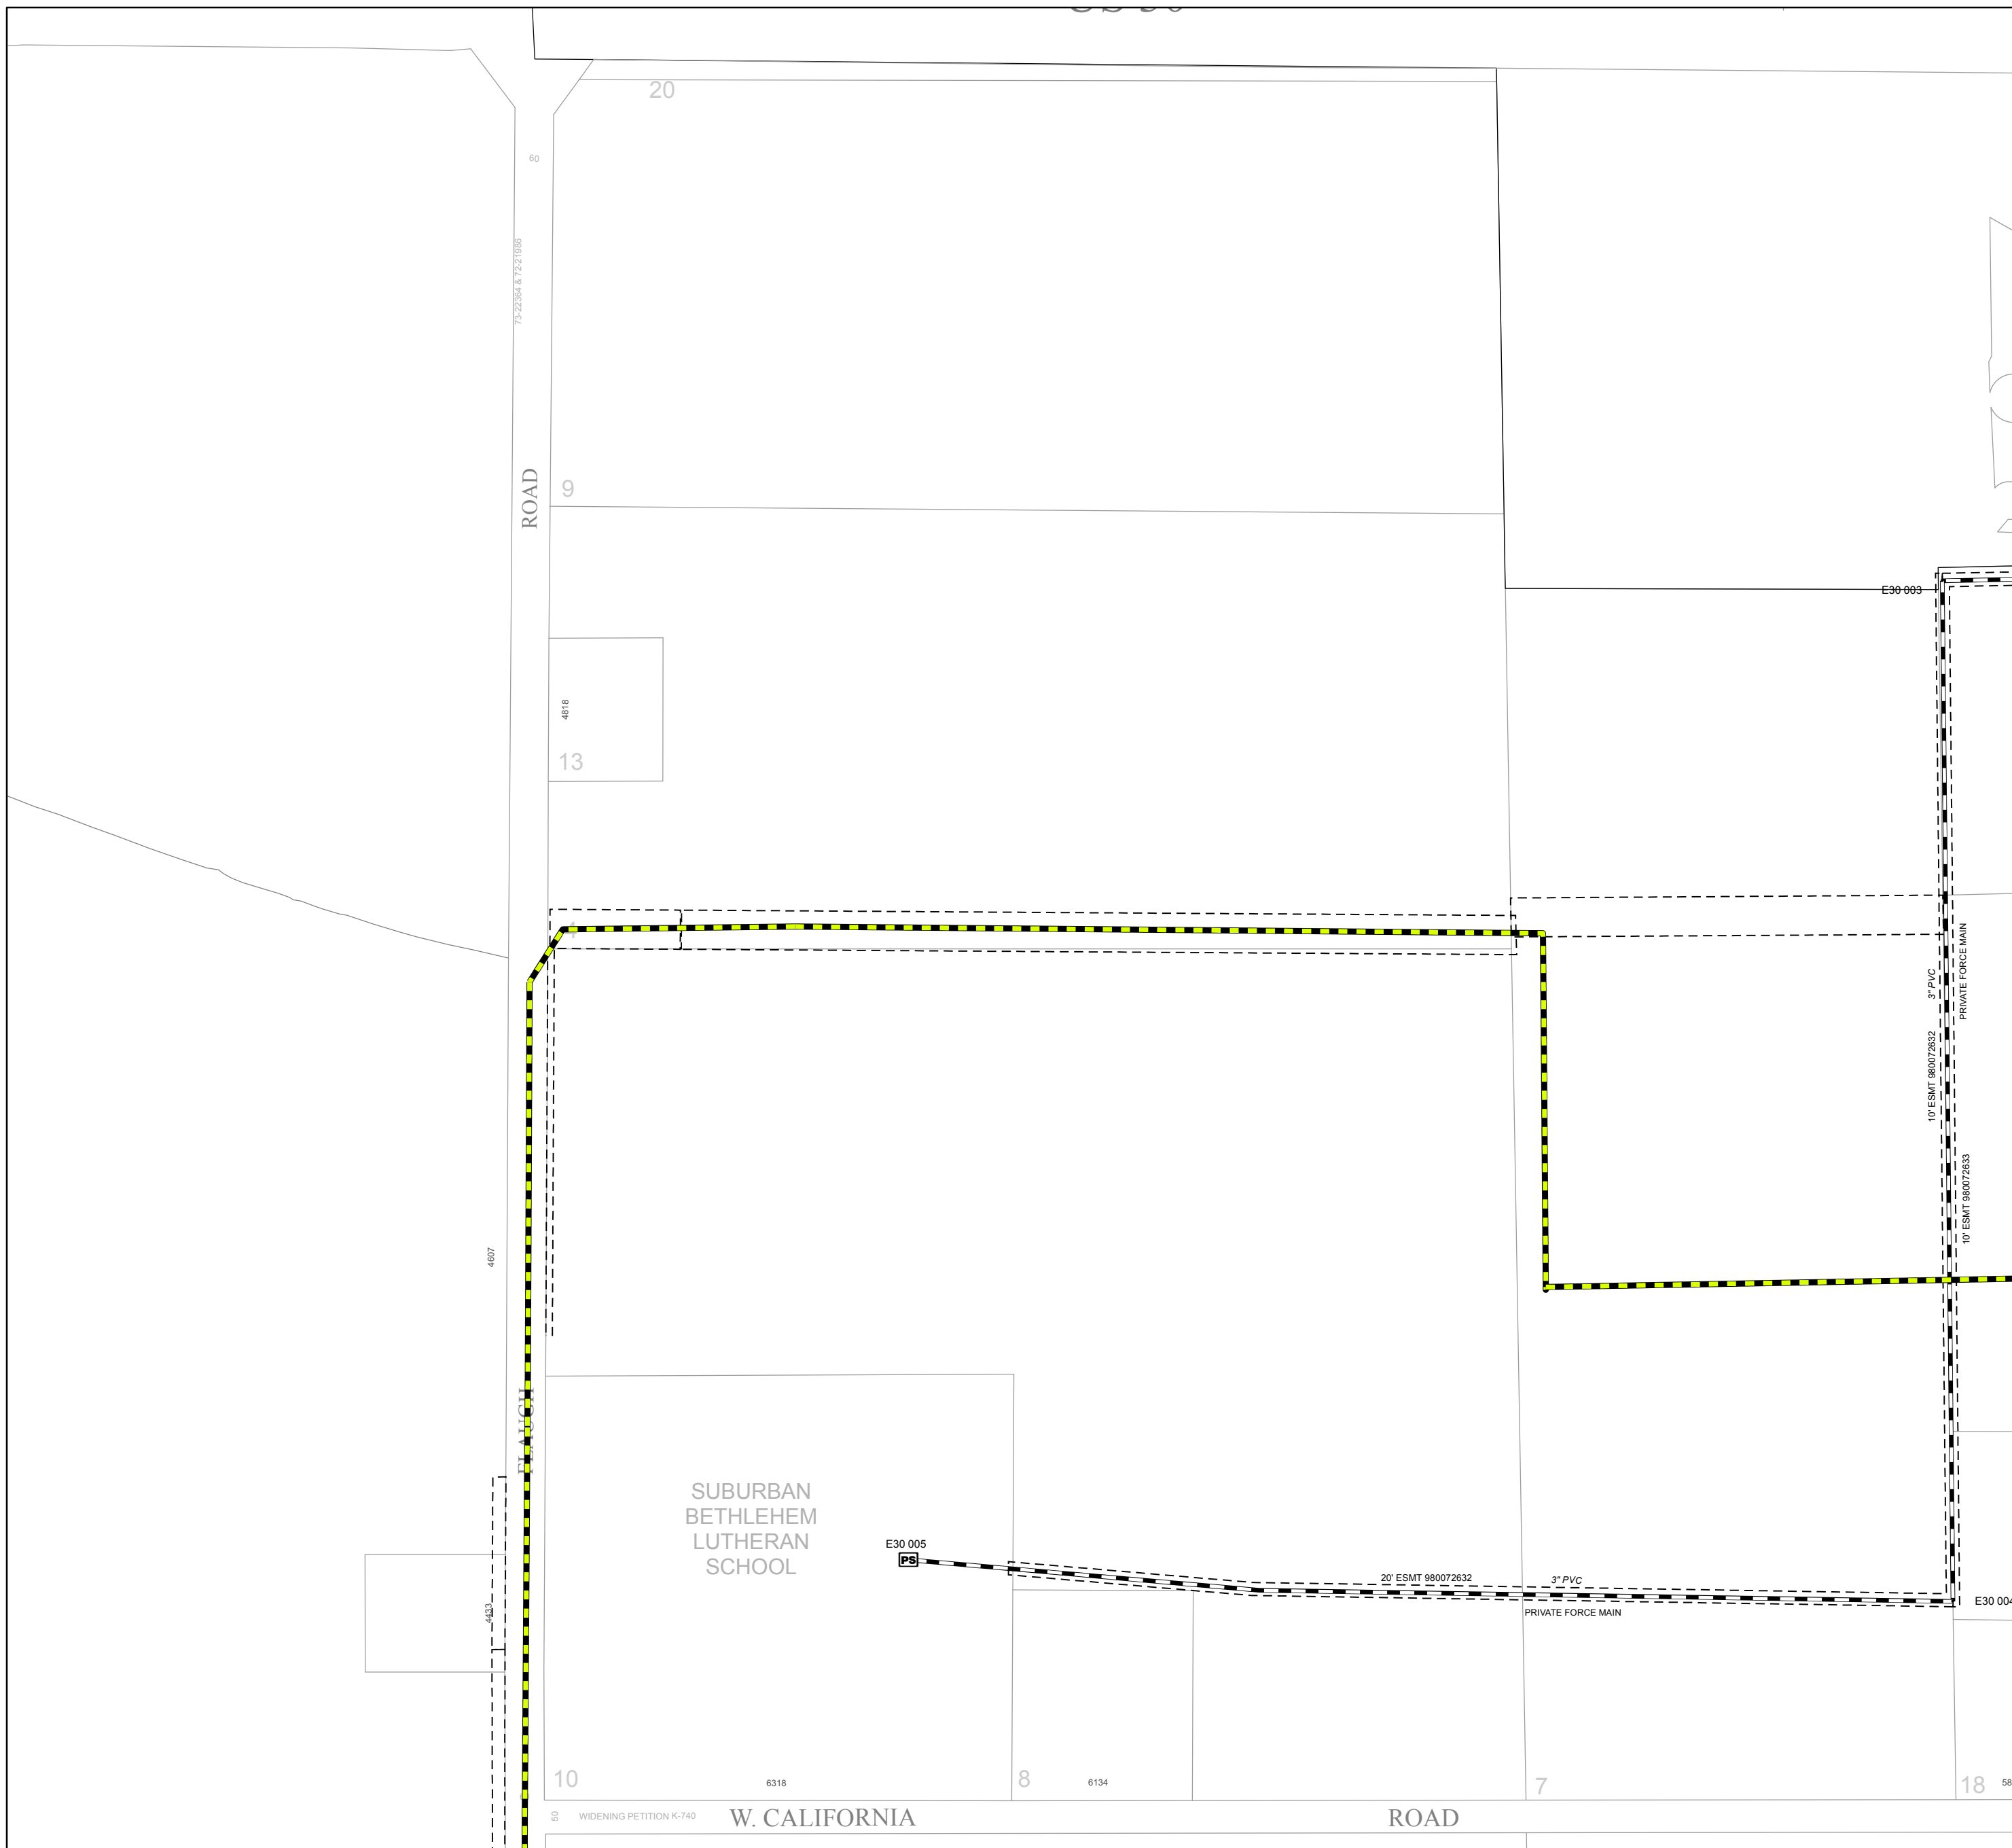 20
60
73-22364 & 72-21986
ROAD
9
E30 003
4818
13
3" PVC
PRIVATE FORCE MAIN
10' ESMT 980072632
10' ESMT 980072633
4607
FLAUGH
SUBURBAN
BETHLEHEM
LUTHERAN
SCHOOL
E30 005
PS
20' ESMT 980072632
3" PVC
PRIVATE FORCE MAIN
E30 004
4433
10
6318
8
6134
7
18
50
WIDENING PETITION K-740
W. CALIFORNIA
ROAD